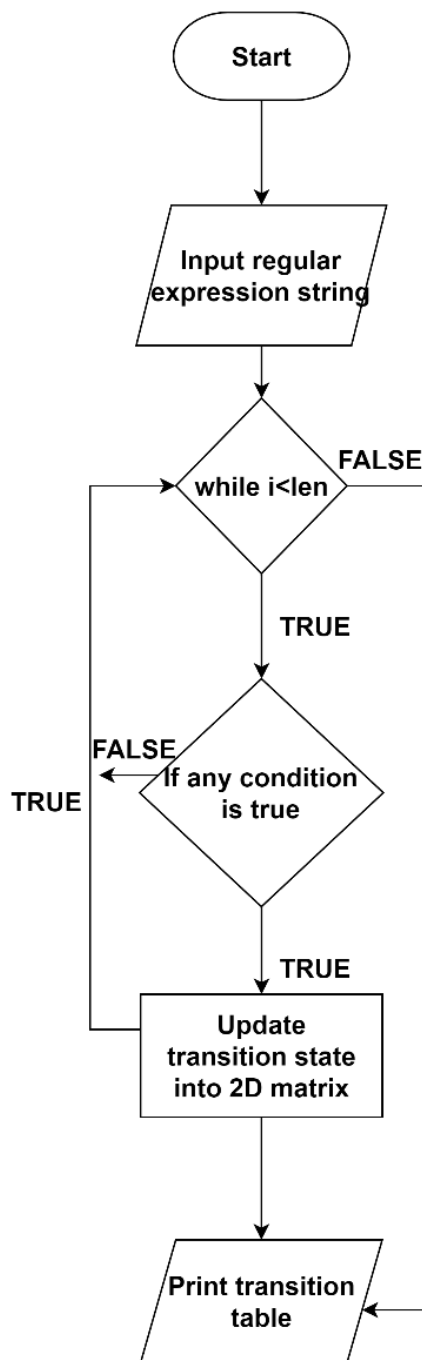 Start
Input regular
expression string
while i<len
FALSE
TRUE
FALSE
If any condition
is true
TRUE
TRUE
Update
transition state
into 2D matrix
Print transition
table